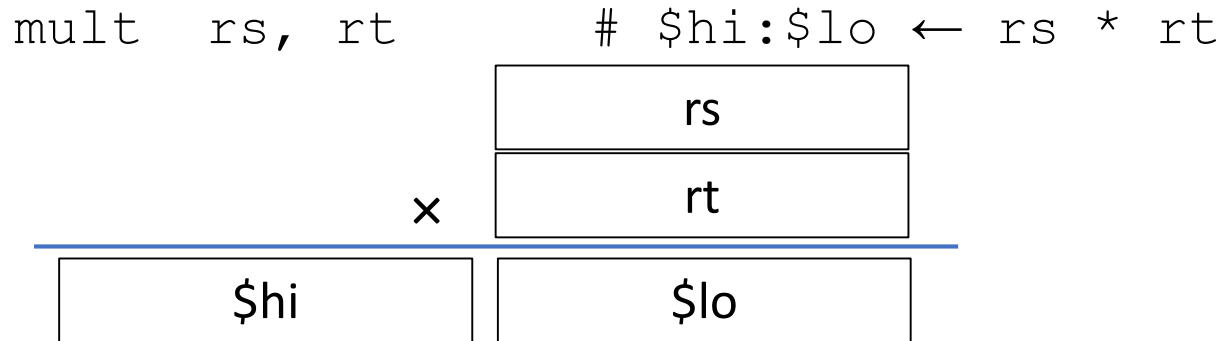 mult rs, rt # $hi:$lo ← rs * rt
rs
rt
×
$hi $lo